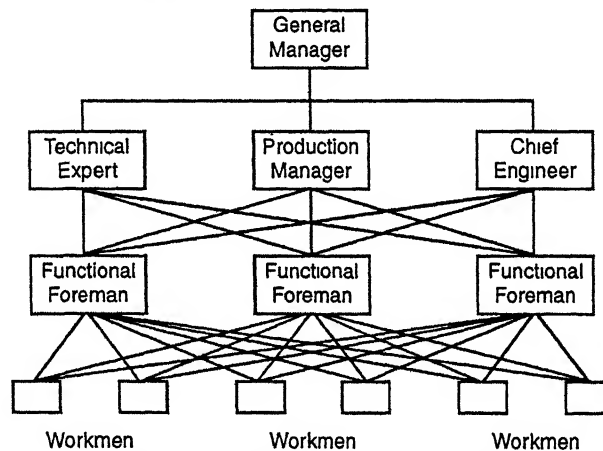 General
Manager
Technical
Expert
Production
Manager
Chief
Engineer
Functional
Foreman
Functional
Foreman
Functional
Foreman
Workmen
Workmen
Workmen